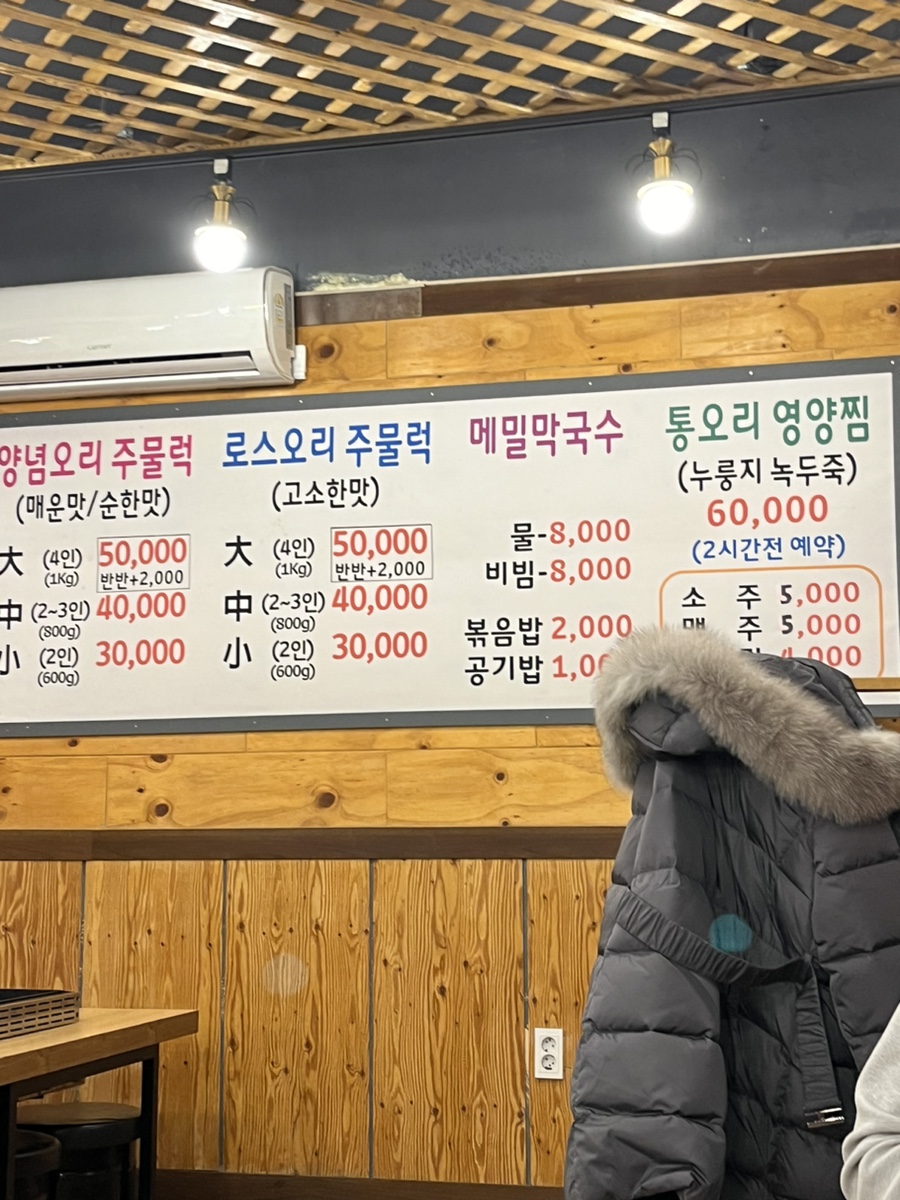 양념오리 주물럭
(매운맛/순한맛)
大 (4인) 50,000
(1Kg) 반반+2,000
中 (2~3인) 40,000
(800g)
小 (2인) 30,000
(600g)
로스오리 주물럭
(고소한맛)
大 (4인) 50,000
(1Kg) 반반+2,000
中 (2~3인) 40,000
(800g)
小 (2인) 30,000
(600g)
메밀막국수
물-8,000
비빔-8,000
볶음밥 2,000
공기밥
통오리 영양찜
(누룽지 녹두죽)
60,000
(2시간전 예약)
소 주 5,000
주 5,000